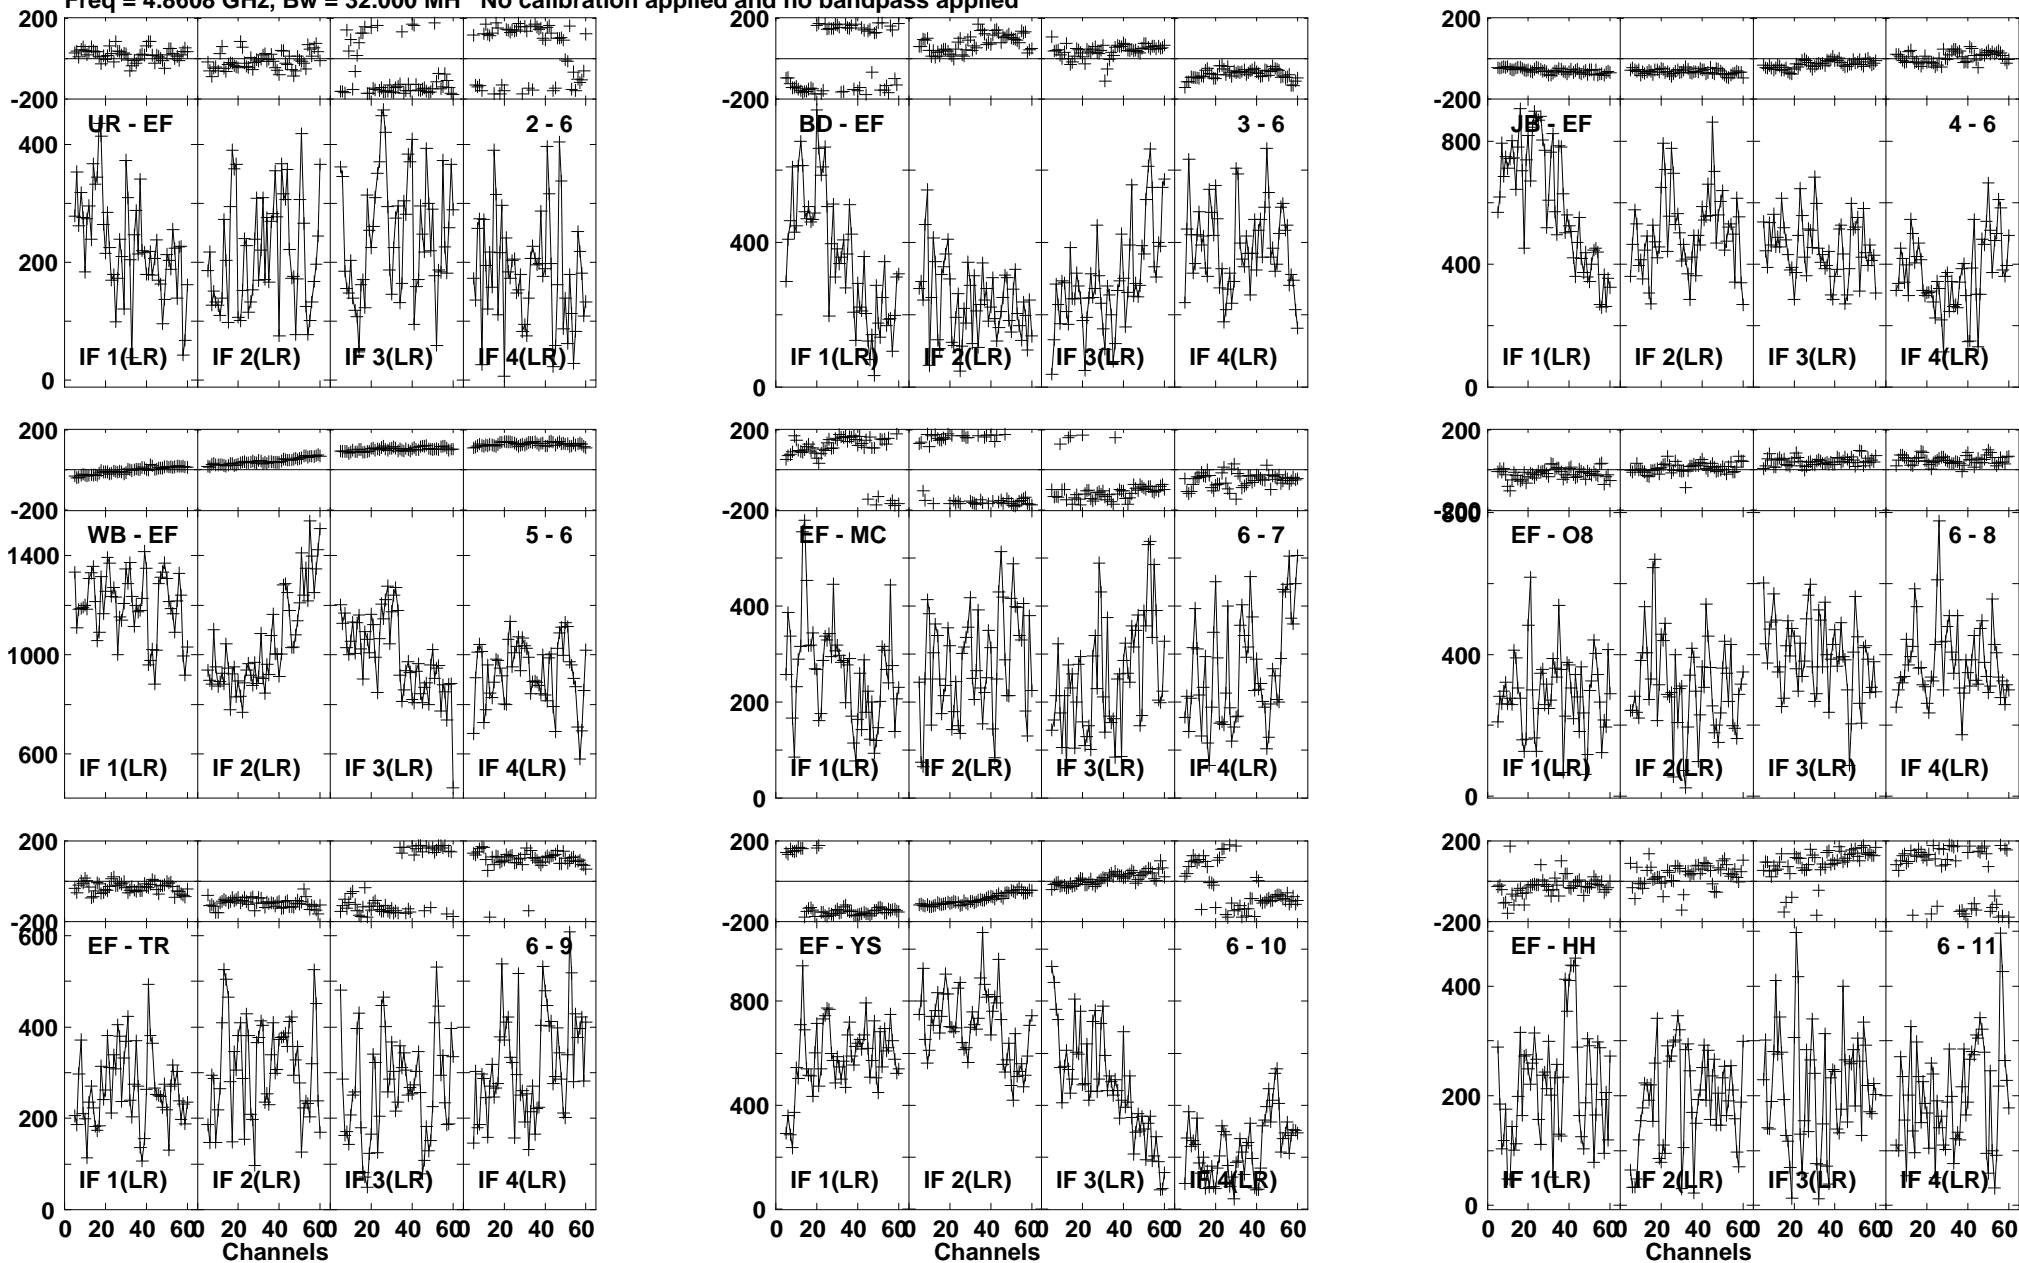 Freq = 4.8608 GHz, Bw = 32.000 MH No calibration applied and no bandpass applied
200 200 200
-200 -200 -200
UR - EF 2 - 6 BD - EF 3 - 6 JB - EF 4 - 6
400 800
400 400
200
IF 1(LR) IF 2(LR) IF 3(LR) IF 4(LR) IF 1(LR) IF 2(LR) IF 3(LR) IF 4(LR) IF 1(LR) IF 2(LR) IF 3(LR) IF 4(LR)
0 0 0
200 200 200
-200 -200 -200
800
WB - EF 5 - 6 EF - MC 6 - 7 EF - O8 6 - 8
1400 400
1000 400
200
600
IF 1(LR) IF 2(LR) IF 3(LR) IF 4(LR) IF 1(LR) IF 2(LR) IF 3(LR) IF 4(LR) IF 1(LR) IF 2(LR) IF 3(LR) IF 4(LR)
0 0
200 200 200
-200 -200 -200
600
EF - TR 6 - 9 EF - YS 6 - 10 EF - HH 6 - 11
400 800 400
200 400 200
IF 1(LR) IF 2(LR) IF 3(LR) IF 4(LR) IF 1(LR) IF 2(LR) IF 3(LR) IF 4(LR) IF 1(LR) IF 2(LR) IF 3(LR) IF 4(LR)
0 0 0
0 20 40 60 0 20 40 60 0 20 40 60 0 20 40 60 0 20 40 60 0 20 40 60 0 20 40 60 0 20 40 60 0 20 40 60 0 20 40 60 0 20 40 60 0 20 40 60
Channels Channels Channels